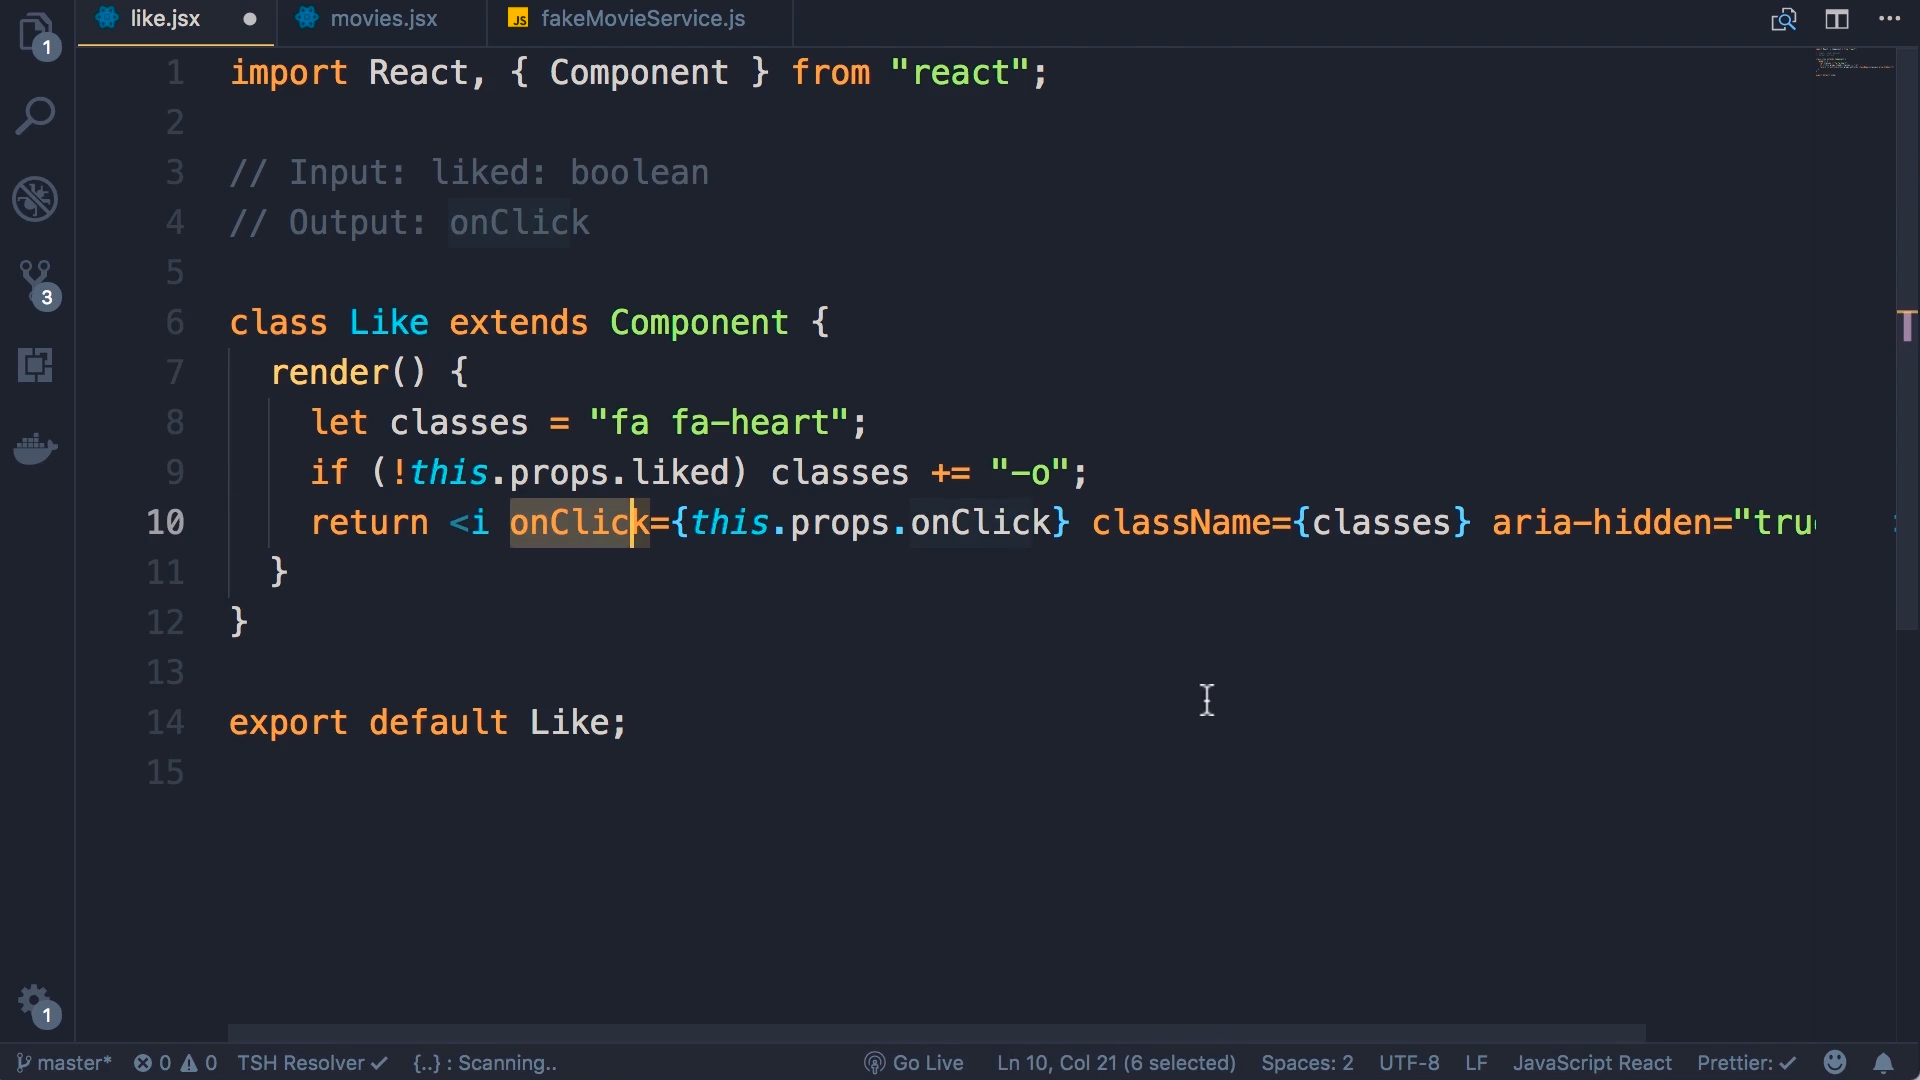 like.jsx
movies.jsx
JS fakeMovieService.js
1
1 import React, { Component } from "react";
2
3 // Input: liked: boolean
4 // Output: onClick
5
3
6 class Like extends Component {
7 render() {
8 let classes = "fa fa-heart";
9 if (!this.props.liked) classes += "-o";
10 return <i onClick={this.props.onClick} className={classes} aria-hidden="tru
11 }
12 }
13
14 export default Like;
15
1
master* 0 0 TSH Resolver {..} : Scanning.. Go Live Ln 10, Col 21 (6 selected) Spaces: 2 UTF-8 LF JavaScript React Prettier: